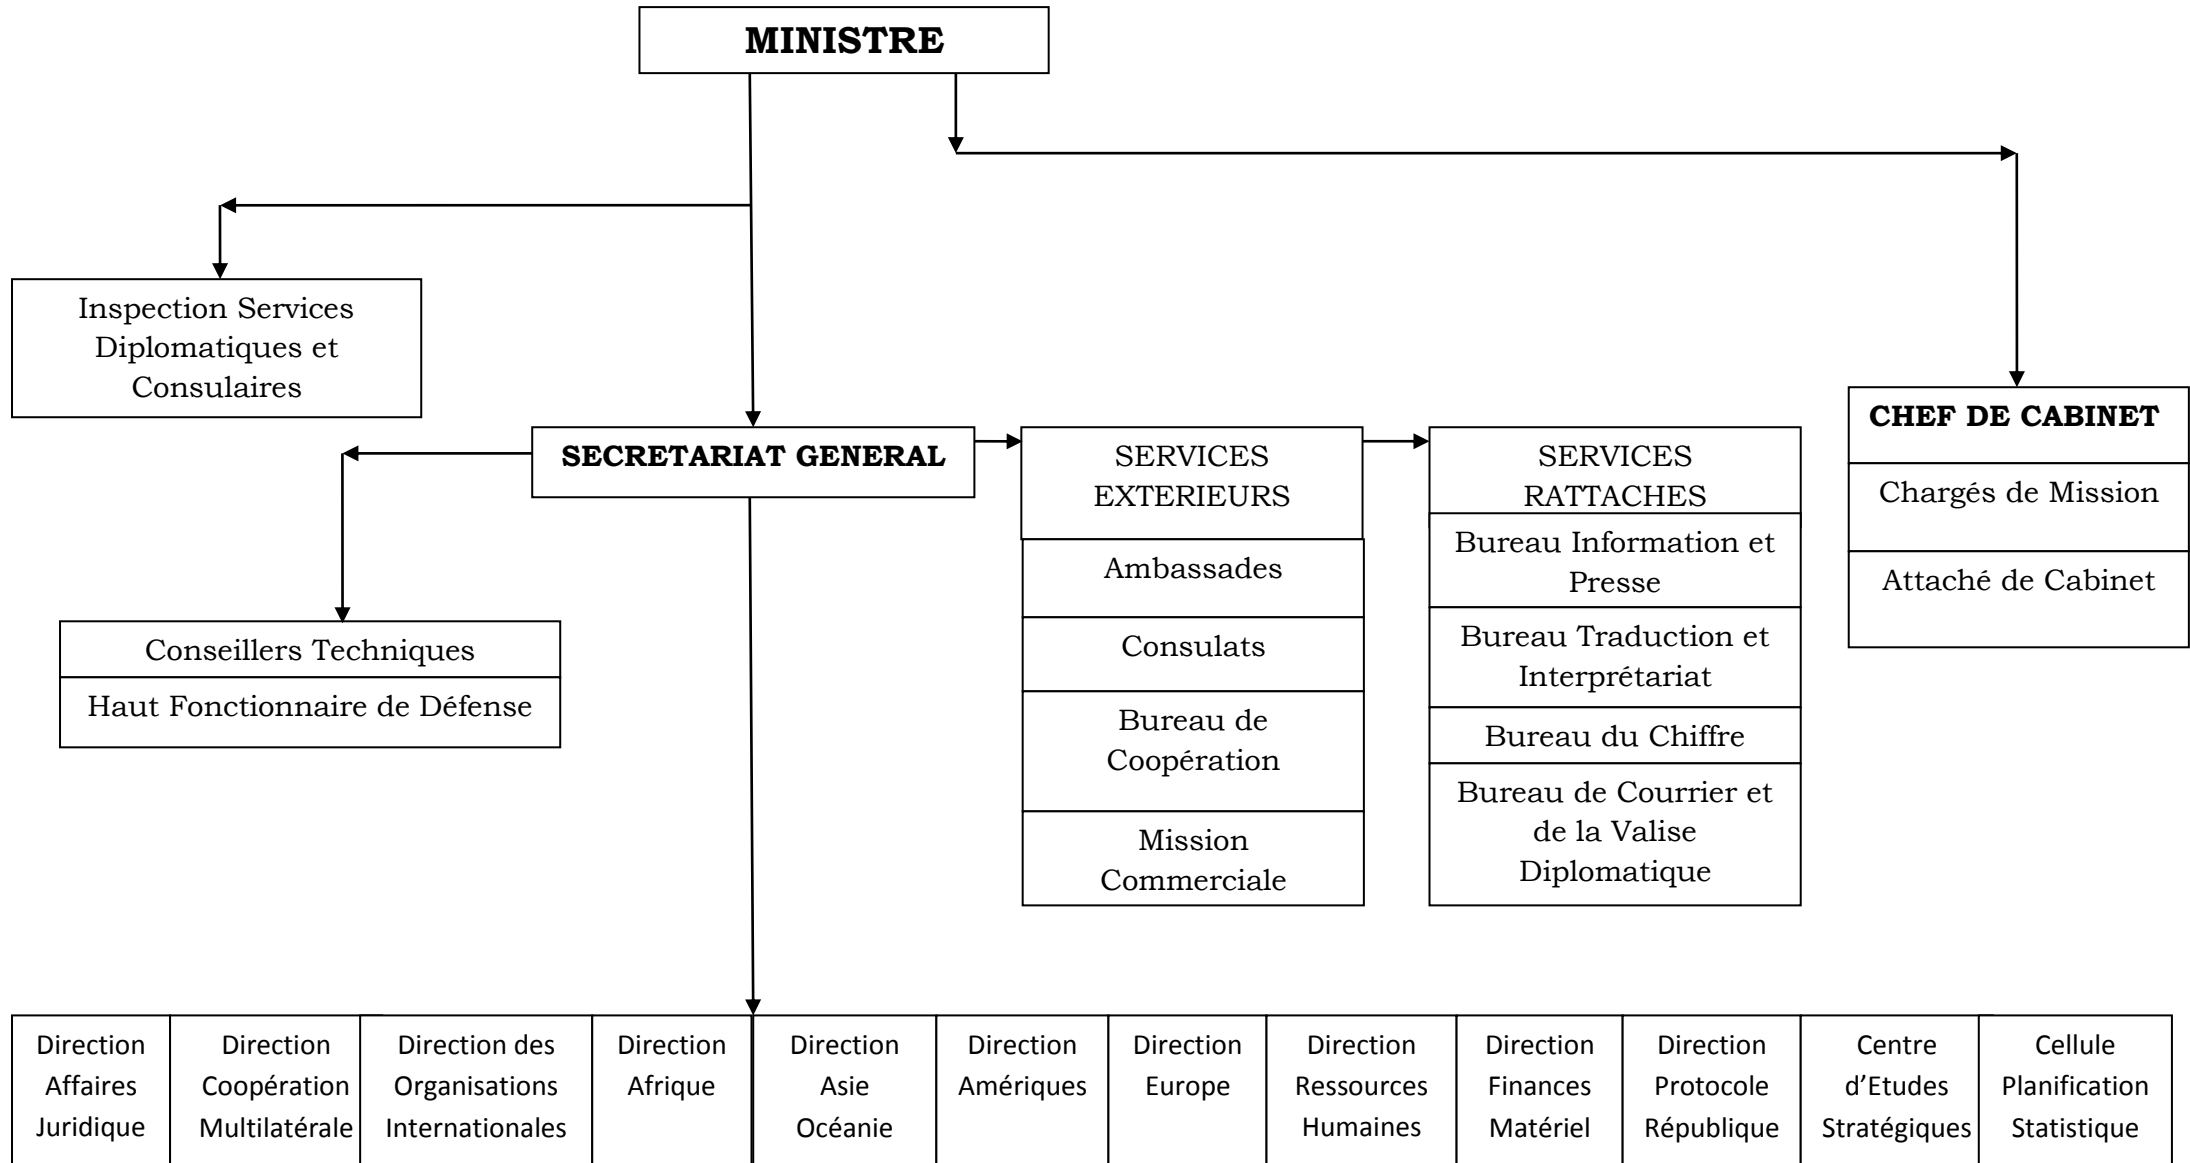 MINISTRE
Inspection Services
Diplomatiques et
Consulaires
SECRETARIAT GENERAL
SERVICES
EXTERIEURS
Ambassades
Consulats
Bureau de
Coopération
Mission
Commerciale
SERVICES
RATTACHES
Bureau Information et
Presse
Bureau Traduction et
Interprétariat
Bureau du Chiffre
Bureau de Courrier et
de la Valise
Diplomatique
CHEF DE CABINET
Chargés de Mission
Attaché de Cabinet
Conseillers Techniques
Haut Fonctionnaire de Défense
Direction
Affaires
Juridique
Direction
Coopération
Multilatérale
Direction des
Organisations
Internationales
Direction
Afrique
Direction
Asie
Océanie
Direction
Amériques
Direction
Europe
Direction
Ressources
Humaines
Direction
Finances
Matériel
Direction
Protocole
République
Centre
d’Etudes
Stratégiques
Cellule
Planification
Statistique